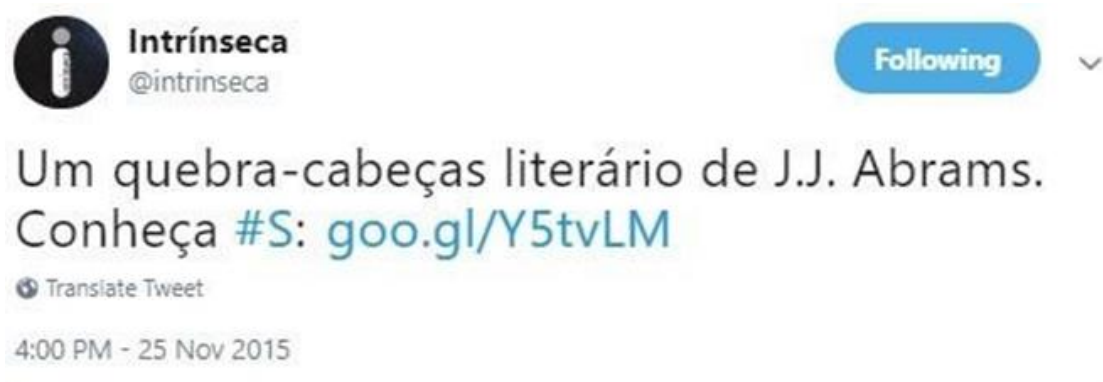 Intrínseca
@intrinseca
Following
Um quebra-cabeças literário de J.J. Abrams.
Conheça #S: goo.gl/Y5tvLM
Translate Tweet
4:00 PM - 25 Nov 2015